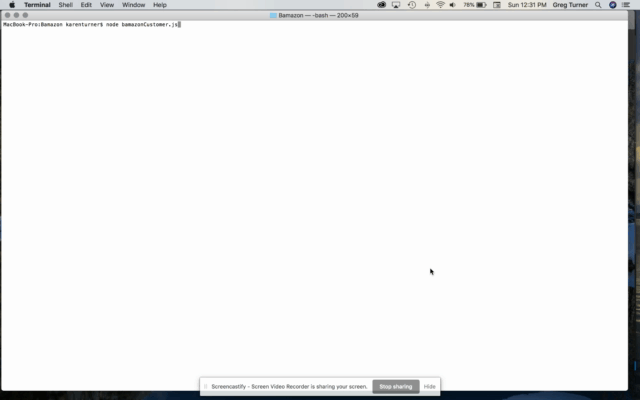 Terminal Shell Edit View Window Help 76% Sun 12:31 PM Greg Turner
Bamazon — -bash — 200×59
MacBook-Pro:Bamazon karenturner$ node bamazonCustomer.js
Screencastify - Screen Video Recorder is sharing your screen. Stop sharing Hide